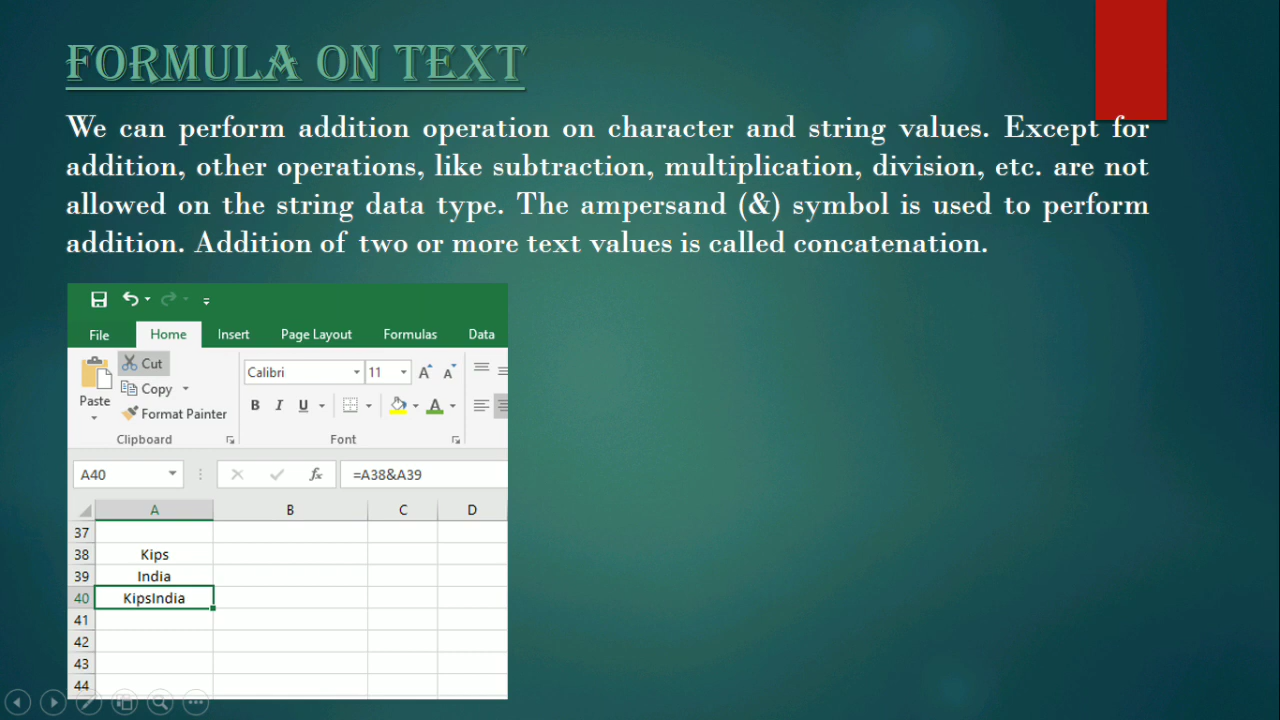 FORMULA ON TEXT
We can perform addition operation on character and string values. Except for
addition, other operations, like subtraction, multiplication, division, etc. are not
allowed on the string data type. The ampersand (&) symbol is used to perform
addition. Addition of two or more text values is called concatenation.
File Home Insert Page Layout Formulas Data
Cut
Copy
Paste
Format Painter
Calibri 11 A A
B I U A
Clipboard Font
A40 fx =A38&A39
A B C D
37
38 Kips
39 India
40 KipsIndia
41
42
43
44